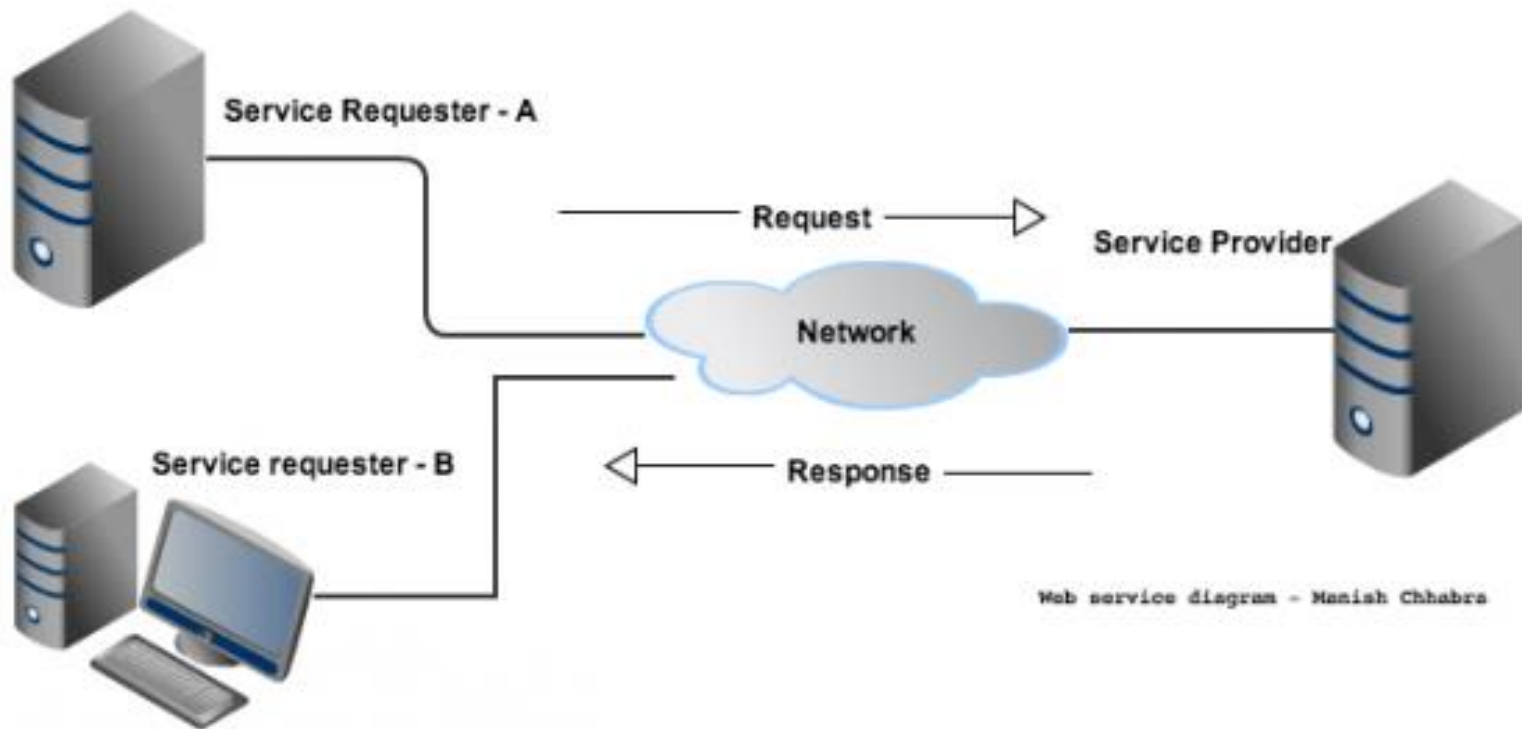 Service Requester - A
Request
Service Provider
Network
Service requester - B
Response
Web service diagram - Manish Chhabra